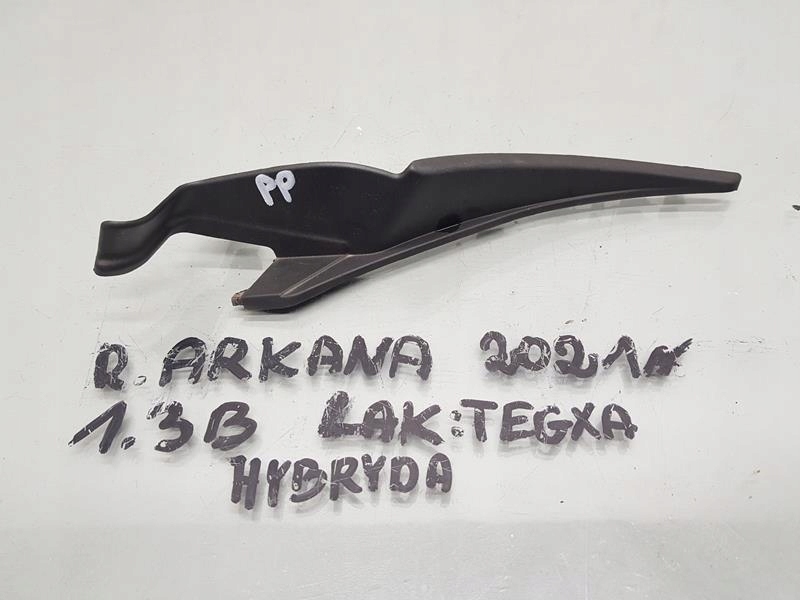 PP
R. ARKANA 2021r
1.3B LAK:TEGXA
HYBRYDA